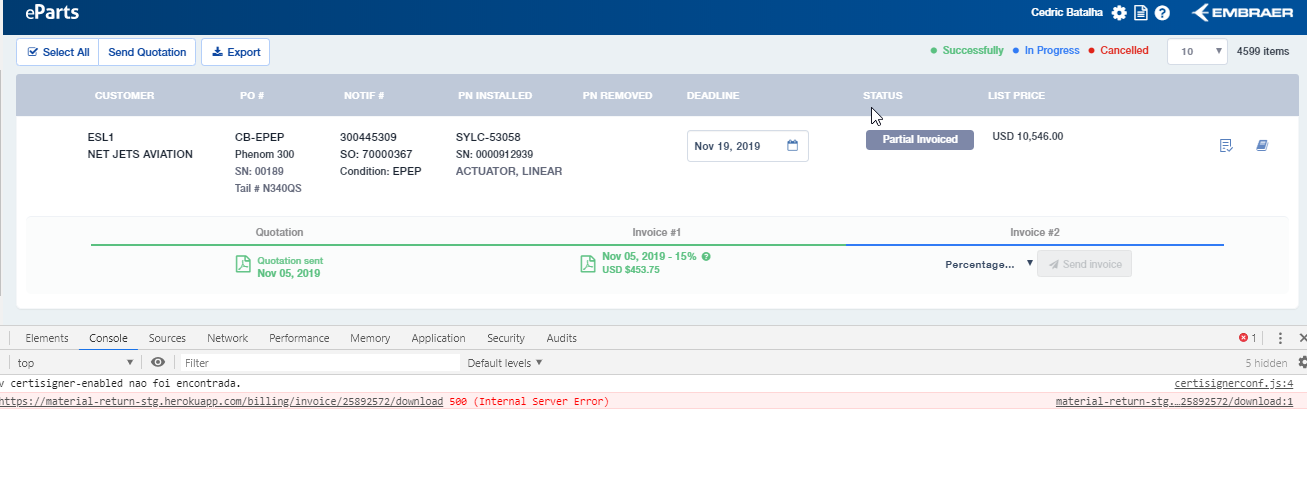 eParts
Cedric Batalha
EMBRAER
Select All
Send Quotation
Export
Successfully
In Progress
Cancelled
10
4599 items
CUSTOMER
PO #
NOTIF #
PN INSTALLED
PN REMOVED
DEADLINE
STATUS
LIST PRICE
ESL1
NET JETS AVIATION
CB-EPEP
Phenom 300
SN: 00189
Tail # N340QS
300445309
SO: 70000367
Condition: EPEP
SYLC-53058
SN: 0000912939
ACTUATOR, LINEAR
Nov 19, 2019
Partial Invoiced
USD 10,546.00
Quotation
Invoice #1
Invoice #2
Quotation sent
Nov 05, 2019
Nov 05, 2019 - 15%
USD $453.75
Percentage...
Send invoice
Elements
Console
Sources
Network
Performance
Memory
Application
Security
Audits
1
top
Filter
Default levels
5 hidden
v certisigner-enabled nao foi encontrada.
certisignerconf.js:4
https://material-return-stg.herokuapp.com/billing/invoice/25892572/download 500 (Internal Server Error)
material-return-stg.…25892572/download:1